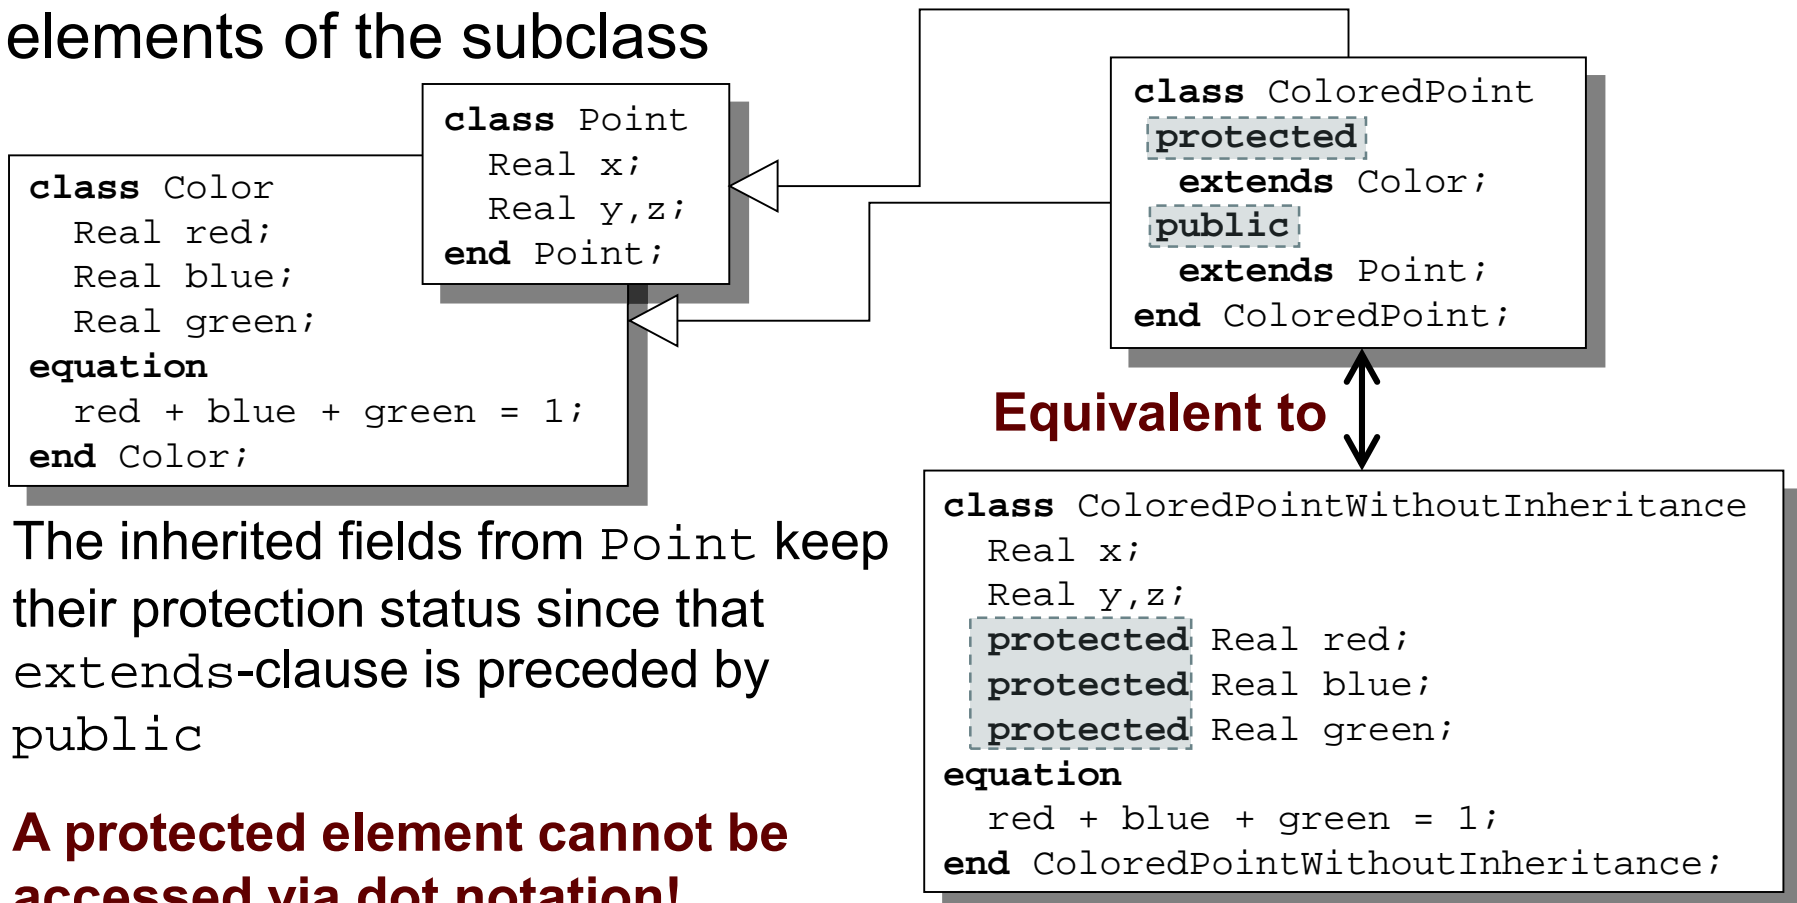 elements of the subclass
class Point
Real x;
Real y,z;
end Point;
class Color
Real red;
Real blue;
Real green;
equation
red + blue + green = 1;
end Color;
class ColoredPoint
protected
extends Color;
public
extends Point;
end ColoredPoint;
Equivalent to
class ColoredPointWithoutInheritance
Real x;
Real y,z;
protected Real red;
protected Real blue;
protected Real green;
equation
red + blue + green = 1;
end ColoredPointWithoutInheritance;
The inherited fields from Point keep
their protection status since that
extends-clause is preceded by
public
A protected element cannot be
accessed via dot notation!